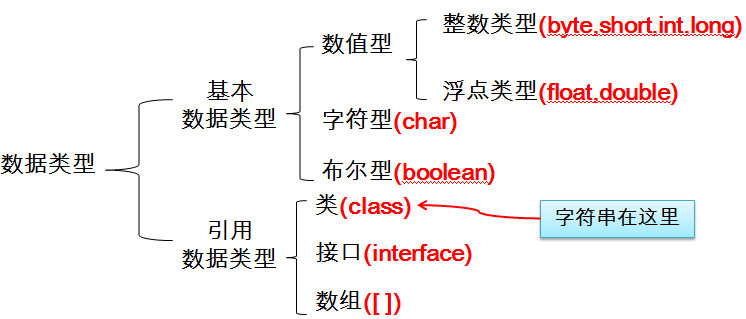 数据类型
基本
数据类型
数值型
整数类型(byte,short,int,long)
浮点类型(float,double)
字符型(char)
布尔型(boolean)
引用
数据类型
类(class)
字符串在这里
接口(interface)
数组([ ])